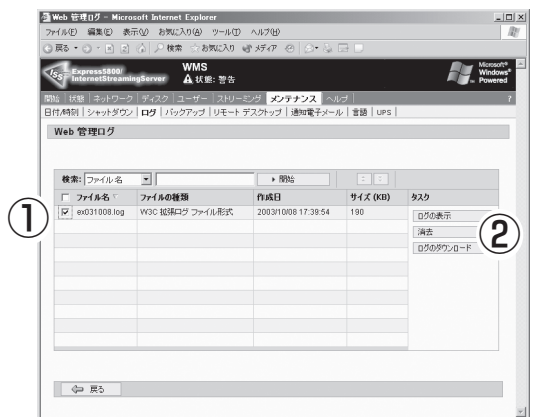 Web 管理ログ - Microsoft Internet Explorer
ファイル(F) 編集(E) 表示(V) お気に入り(A) ツール(T) ヘルプ(H)
戻る 検索 お気に入り メディア
Express5800/
InternetStreamingServer
ISS
WMS
状態: 警告
Microsoft®
Windows®
Powered
開始 状態 ネットワーク ディスク ユーザー ストリーミング メンテナンス ヘルプ ?
日付/時刻 シャットダウン ログ バックアップ リモート デスクトップ 通知電子メール 言語 UPS
Web 管理ログ
検索: ファイル名 開始
ファイル名 ファイルの種類 作成日 サイズ (KB) タスク
ex031008.log W3C 拡張ログ ファイル形式 2003/10/08 17:39:54 190 ログの表示
消去
ログのダウンロード
① ②
戻る